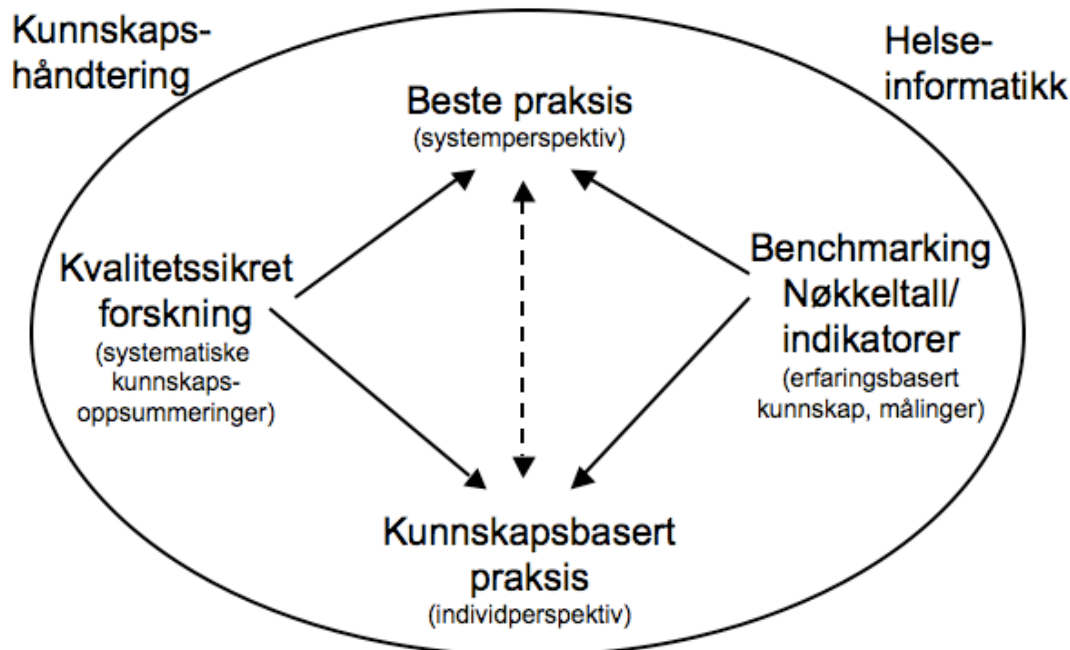 Kunnskaps-
håndtering
Helse-
informatikk
Beste praksis
(systemperspektiv)
Kvalitetssikret
forskning
(systematiske
kunnskaps-
oppsummeringer)
Benchmarking
Nøkkeltall/
indikatorer
(erfaringsbasert
kunnskap, målinger)
Kunnskapsbasert
praksis
(individperspektiv)